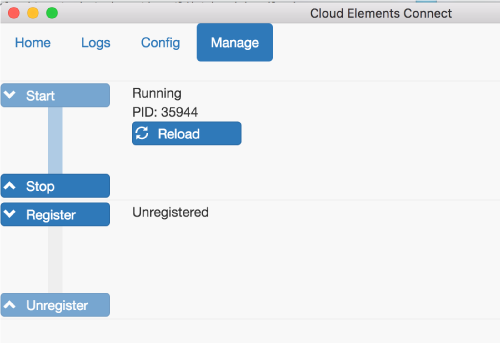 Cloud Elements Connect
Home Logs Config Manage
Start Running
PID: 35944
Reload
Stop
Register Unregistered
Unregister